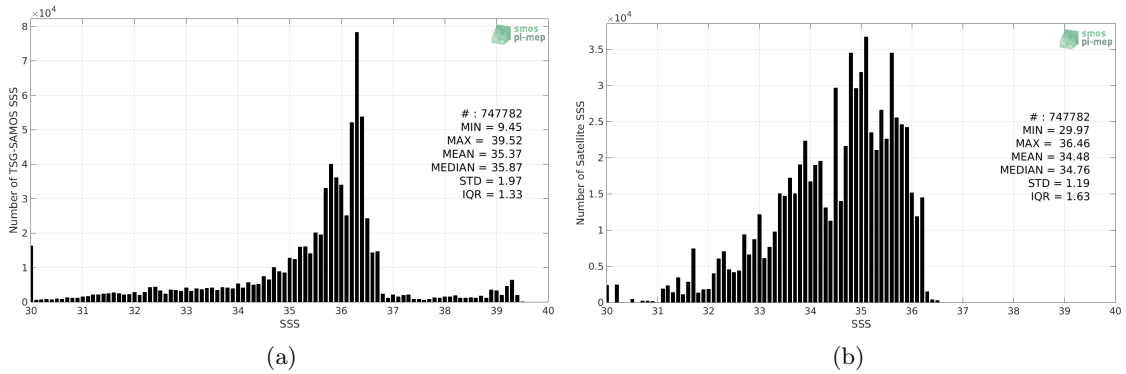 ×10⁴
8
7
6
5
4
3
2
1
0
Number of TSG-SAMOS SSS
smos
pi-mep
# : 747782
MIN = 9.45
MAX = 39.52
MEAN = 35.37
MEDIAN = 35.87
STD = 1.97
IQR = 1.33
30 31 32 33 34 35 36 37 38 39 40
SSS
(a)
×10⁴
3.5
3
2.5
2
1.5
1
0.5
0
Number of Satellite SSS
smos
pi-mep
# : 747782
MIN = 29.97
MAX = 36.46
MEAN = 34.48
MEDIAN = 34.76
STD = 1.19
IQR = 1.63
30 31 32 33 34 35 36 37 38 39 40
SSS
(b)